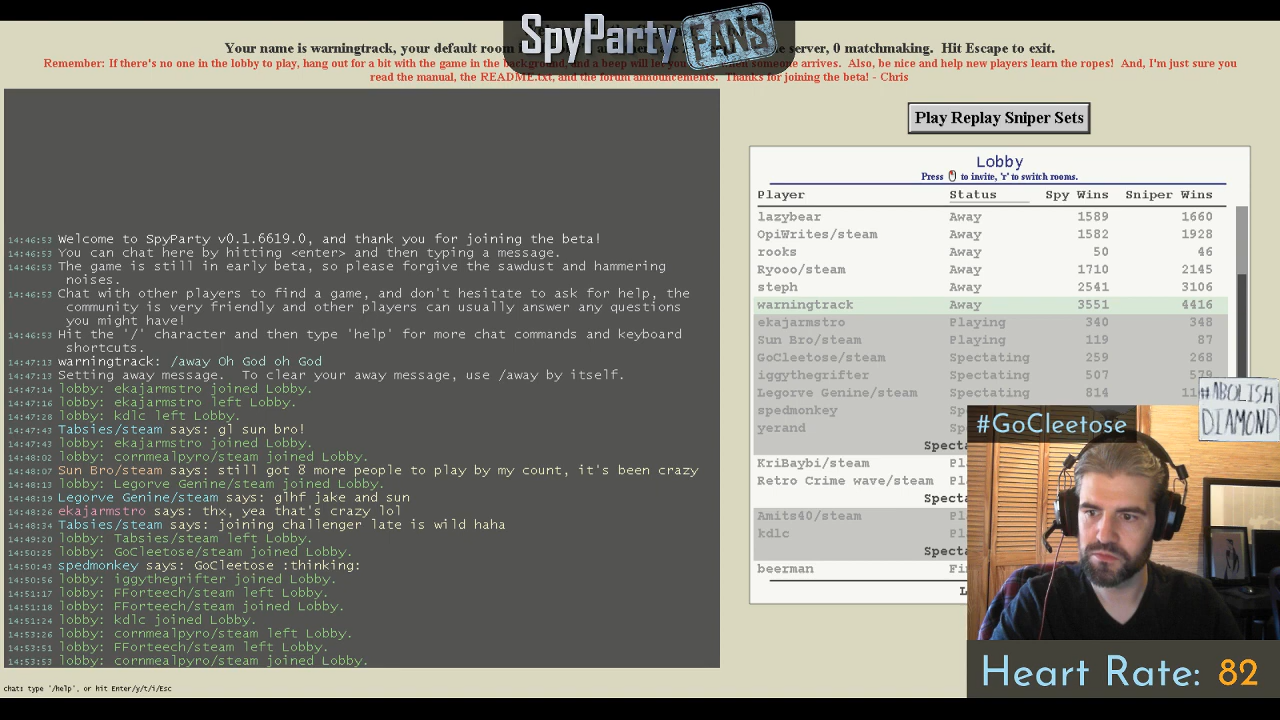 SpyParty FANS
Your name is warningtrack, your default room server, 0 matchmaking. Hit Escape to exit.
Remember: If there's no one in the lobby to play, hang out for a bit with the game in the background, and a beep will let you know when someone arrives. Also, be nice and help new players learn the ropes! And, I'm just sure you
read the manual, the README.txt, and the forum announcements. Thanks for joining the beta! - Chris
Play Replay Sniper Sets
Lobby
Press to invite, 'r' to switch rooms.
Player Status Spy Wins Sniper Wins
lazybear Away 1589 1660
OpiWrites/steam Away 1582 1928
rooks Away 50 46
Ryooo/steam Away 1710 2145
steph Away 2541 3106
warningtrack Away 3551 4416
ekajarmstro Playing 340 348
Sun Bro/steam Playing 119 87
GoCleetose/steam Spectating 259 268
iggythegrifter Spectating 507 579
Legorve Genine/steam Spectating 814
spedmonkey Sp
yerand Sp
Specta
KriBaybi/steam Pl
Retro Crime wave/steam Pl
Specta
Amits40/steam Pl
kdlc Pl
Specta
beerman Fi
14:46:53 Welcome to SpyParty v0.1.6619.0, and thank you for joining the beta!
14:46:53 You can chat here by hitting <enter> and then typing a message.
14:46:53 The game is still in early beta, so please forgive the sawdust and hammering
noises.
14:46:53 Chat with other players to find a game, and don't hesitate to ask for help, the
community is very friendly and other players can usually answer any questions
you might have!
14:46:53 Hit the '/' character and then type 'help' for more chat commands and keyboard
shortcuts.
14:47:13 warningtrack: /away Oh God oh God
14:47:13 Setting away message. To clear your away message, use /away by itself.
14:47:14 lobby: ekajarmstro joined Lobby.
14:47:16 lobby: ekajarmstro left Lobby.
14:47:28 lobby: kdlc left Lobby.
14:47:43 Tabsies/steam says: gl sun bro!
14:47:43 lobby: ekajarmstro joined Lobby.
14:48:02 lobby: cornmealpyro/steam joined Lobby.
14:48:07 Sun Bro/steam says: still got 8 more people to play by my count, it's been crazy
14:48:13 lobby: Legorve Genine/steam joined Lobby.
14:48:19 Legorve Genine/steam says: glhf jake and sun
14:48:26 ekajarmstro says: thx, yea that's crazy lol
14:48:34 Tabsies/steam says: joining challenger late is wild haha
14:49:20 lobby: Tabsies/steam left Lobby.
14:50:25 lobby: GoCleetose/steam joined Lobby.
14:50:43 spedmonkey says: GoCleetose :thinking:
14:50:56 lobby: iggythegrifter joined Lobby.
14:51:17 lobby: FForteech/steam left Lobby.
14:51:18 lobby: FForteech/steam joined Lobby.
14:51:24 lobby: kdlc joined Lobby.
14:53:26 lobby: cornmealpyro/steam left Lobby.
14:53:51 lobby: FForteech/steam left Lobby.
14:53:53 lobby: cornmealpyro/steam joined Lobby.
chat: type '/help', or hit Enter/y/t/i/Esc
#ABOLISH
DIAMOND
#GoCleetose
Heart Rate: 82